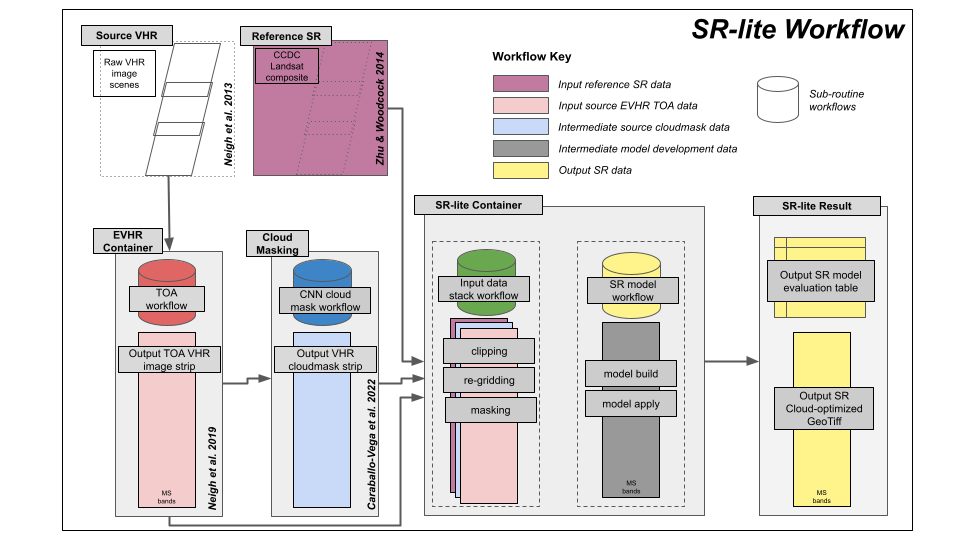 SR-lite Workflow
Source VHR
Raw VHR
image
scenes
Neigh et al. 2013
Reference SR
CCDC
Landsat
composite
Zhu & Woodcock 2014
Workflow Key
Input reference SR data
Input source EVHR TOA data
Intermediate source cloudmask data
Intermediate model development data
Output SR data
Sub-routine
workflows
EVHR
Container
TOA
workflow
Output TOA VHR
image strip
MS
bands
Neigh et al. 2019
Cloud
Masking
CNN cloud
mask workflow
Output VHR
cloudmask strip
Caraballo-Vega et al. 2022
SR-lite Container
Input data
stack workflow
clipping
re-gridding
masking
SR model
workflow
model build
model apply
MS
bands
SR-lite Result
Output SR model
evaluation table
Output SR
Cloud-optimized
GeoTiff
MS
bands